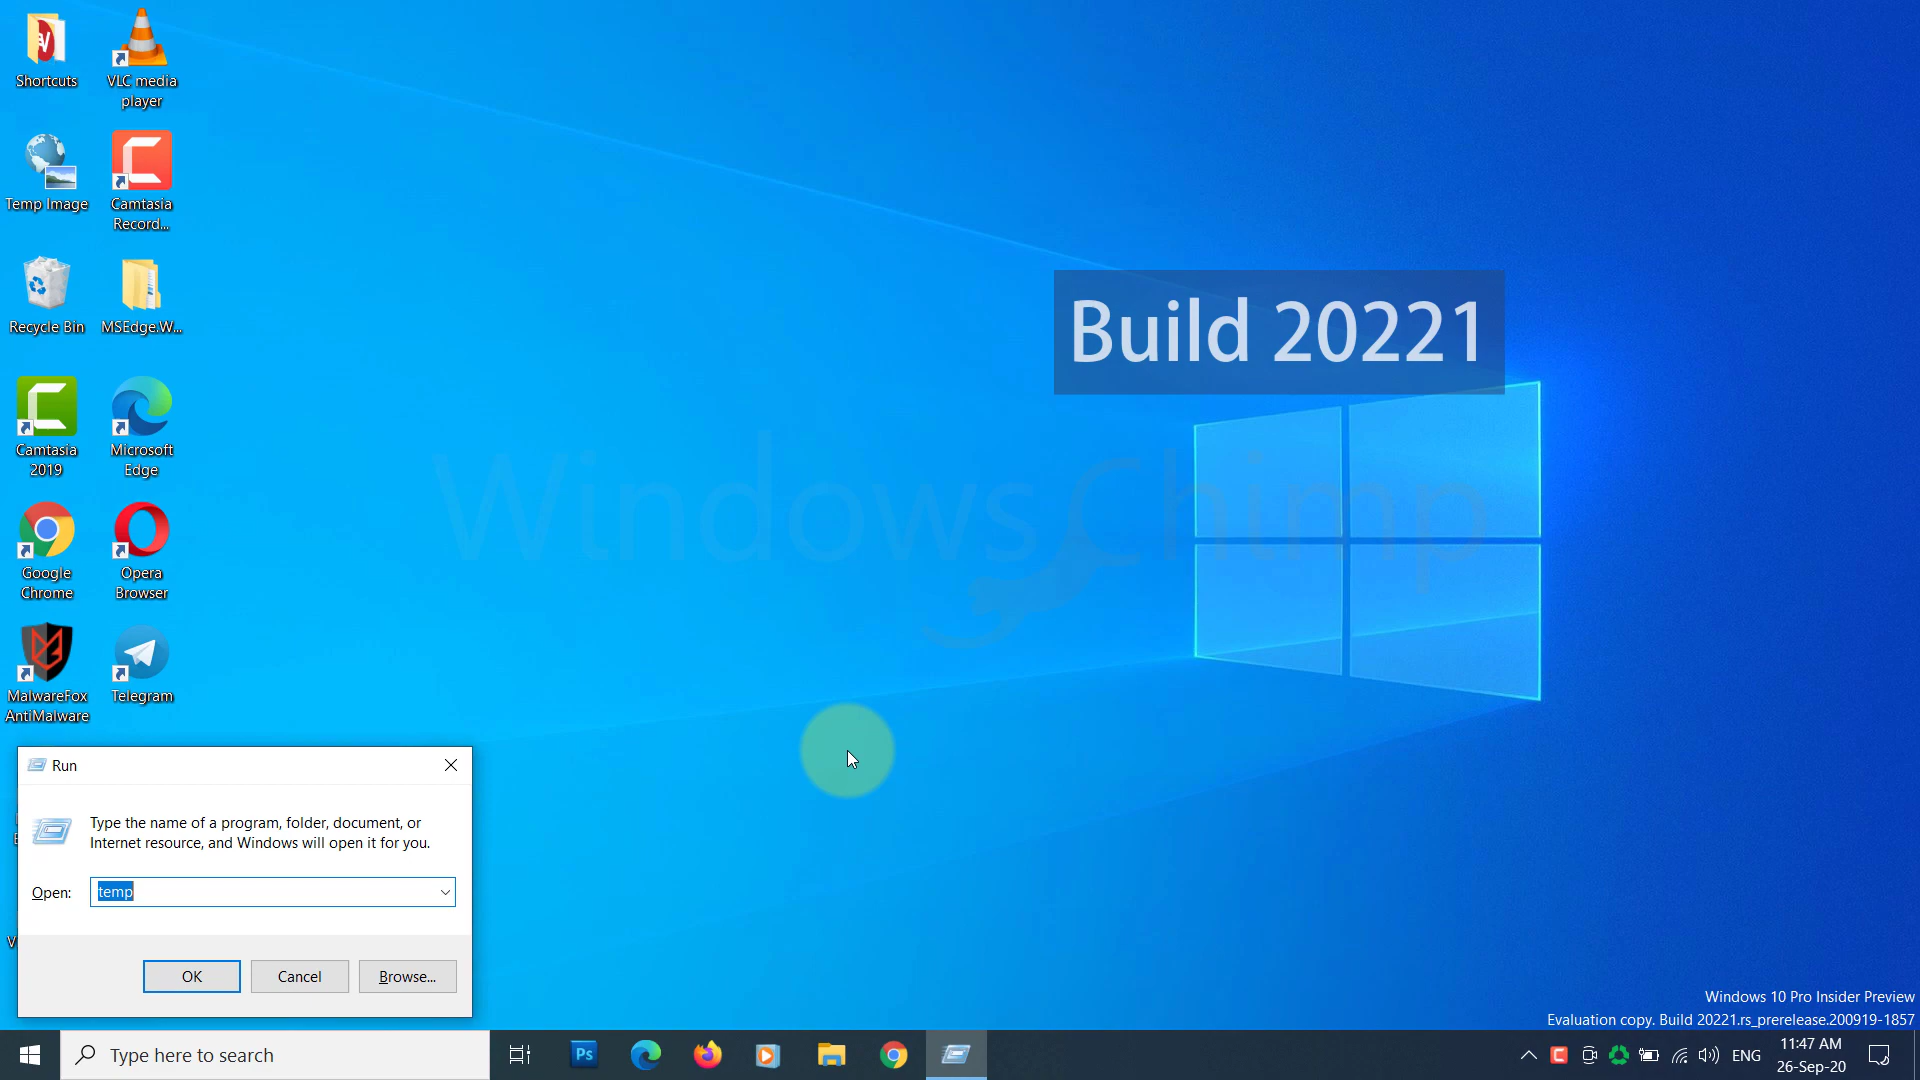 Shortcuts
VLC media
player
Temp Image
Camtasia
Record...
Recycle Bin
MSEdge.W...
Camtasia
2019
Microsoft
Edge
Google
Chrome
Opera
Browser
MalwareFox
AntiMalware
Telegram
Build 20221
WindowsChimp
Run
Type the name of a program, folder, document, or
Internet resource, and Windows will open it for you.
Open:
temp
OK
Cancel
Browse...
Windows 10 Pro Insider Preview
Evaluation copy. Build 20221.rs_prerelease.200919-1857
Type here to search
Ps
ENG
11:47 AM
26-Sep-20